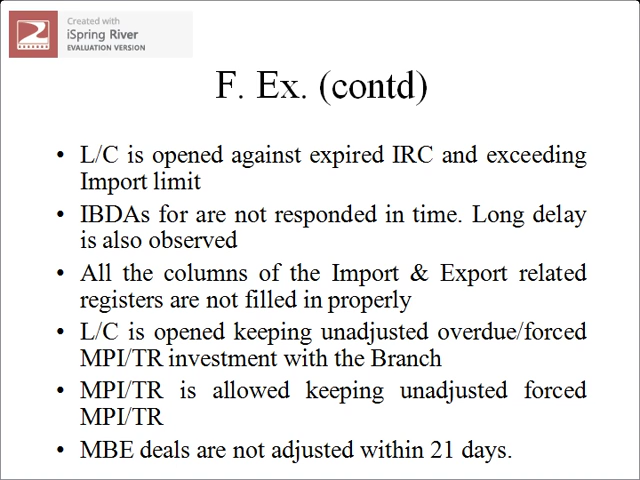 Created with
iSpring River
EVALUATION VERSION
F. Ex. (contd)
• L/C is opened against expired IRC and exceeding
Import limit
• IBDAs for are not responded in time. Long delay
is also observed
• All the columns of the Import & Export related
registers are not filled in properly
• L/C is opened keeping unadjusted overdue/forced
MPI/TR investment with the Branch
• MPI/TR is allowed keeping unadjusted forced
MPI/TR
• MBE deals are not adjusted within 21 days.